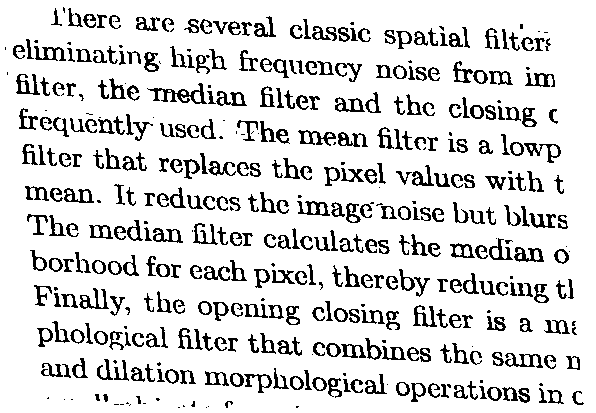 There are several classic spatial filters
eliminating high frequency noise from im
filter, the median filter and the closing
frequently used. The mean filter is a lowp
filter that replaces the pixel values with t
mean. It reduces the image noise but blurs
The median filter calculates the median o
borhood for each pixel, thereby reducing
Finally, the opening closing filter is a
phological filter that combines the same
and dilation morphological operations in